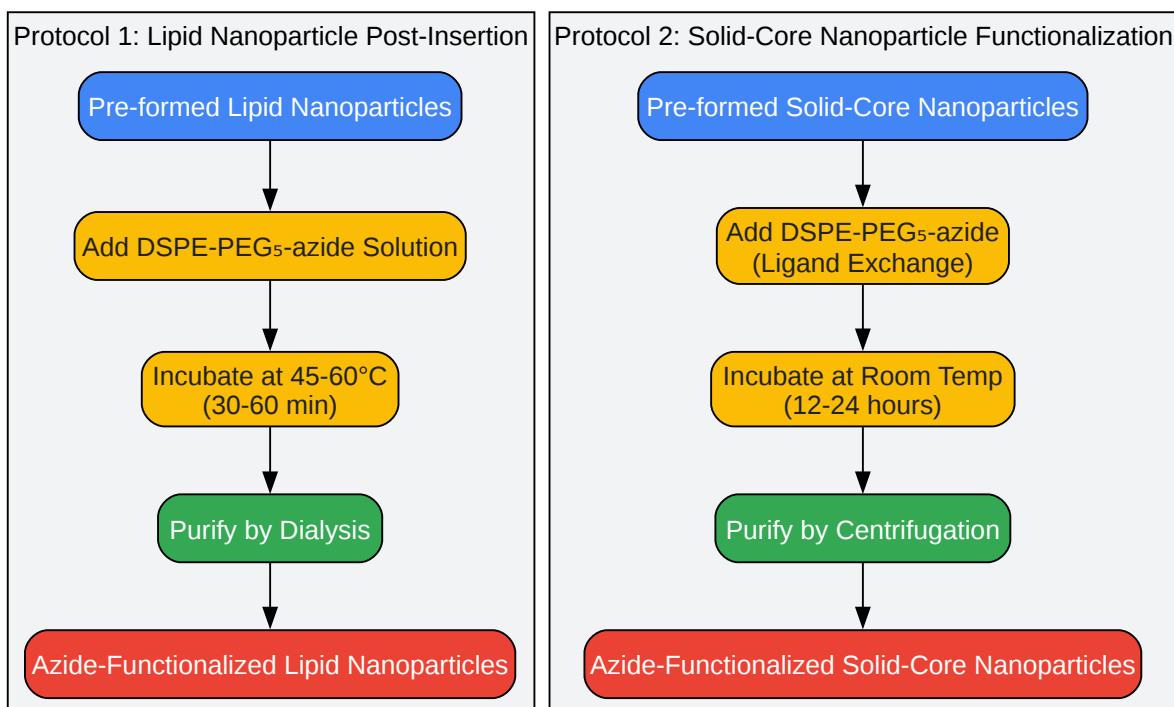 Protocol 1: Lipid Nanoparticle Post-Insertion
Pre-formed Lipid Nanoparticles
Add DSPE-PEG₅-azide Solution
Incubate at 45-60°C
(30-60 min)
Purify by Dialysis
Azide-Functionalized Lipid Nanoparticles
Protocol 2: Solid-Core Nanoparticle Functionalization
Pre-formed Solid-Core Nanoparticles
Add DSPE-PEG₅-azide
(Ligand Exchange)
Incubate at Room Temp
(12-24 hours)
Purify by Centrifugation
Azide-Functionalized Solid-Core Nanoparticles